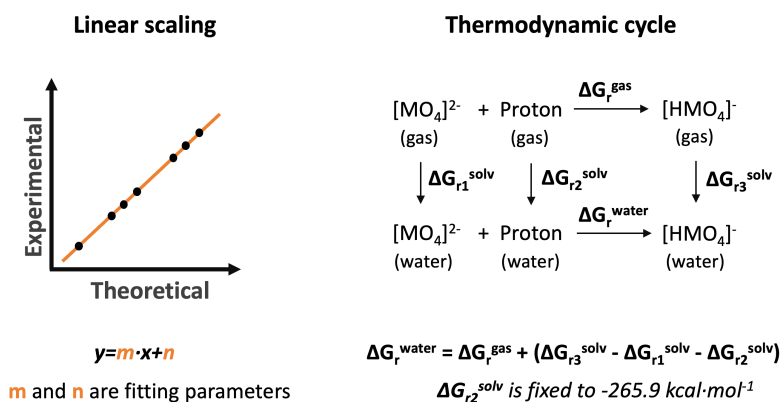 Linear scaling
Experimental
Theoretical
y=m·x+n
m and n are fitting parameters
Thermodynamic cycle
ΔGᵣᵍᵃˢ
[MO₄]²⁻ + Proton [HMO₄]⁻
(gas) (gas) (gas)
ΔGᵣ₁ˢᵒˡᵛ ΔGᵣ₂ˢᵒˡᵛ ΔGᵣ₃ˢᵒˡᵛ
ΔGᵣʷᵃᵗᵉʳ
[MO₄]²⁻ + Proton [HMO₄]⁻
(water) (water) (water)
ΔGᵣʷᵃᵗᵉʳ = ΔGᵣᵍᵃˢ + (ΔGᵣ₃ˢᵒˡᵛ - ΔGᵣ₁ˢᵒˡᵛ - ΔGᵣ₂ˢᵒˡᵛ)
ΔGᵣ₂ˢᵒˡᵛ is fixed to -265.9 kcal·mol⁻¹